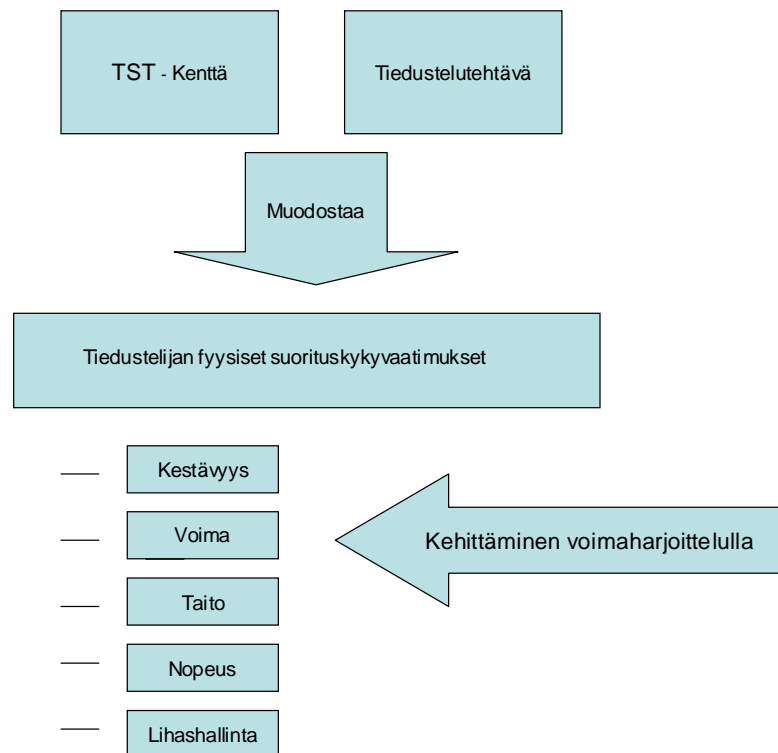 TST - Kenttä
Tiedustelutehtävä
Muodostaa
Tiedustelijan fyysiset suorituskykyvaatimukset
Kestävyys
Voima
Kehittäminen voimaharjoittelulla
Taito
Nopeus
Lihashallinta